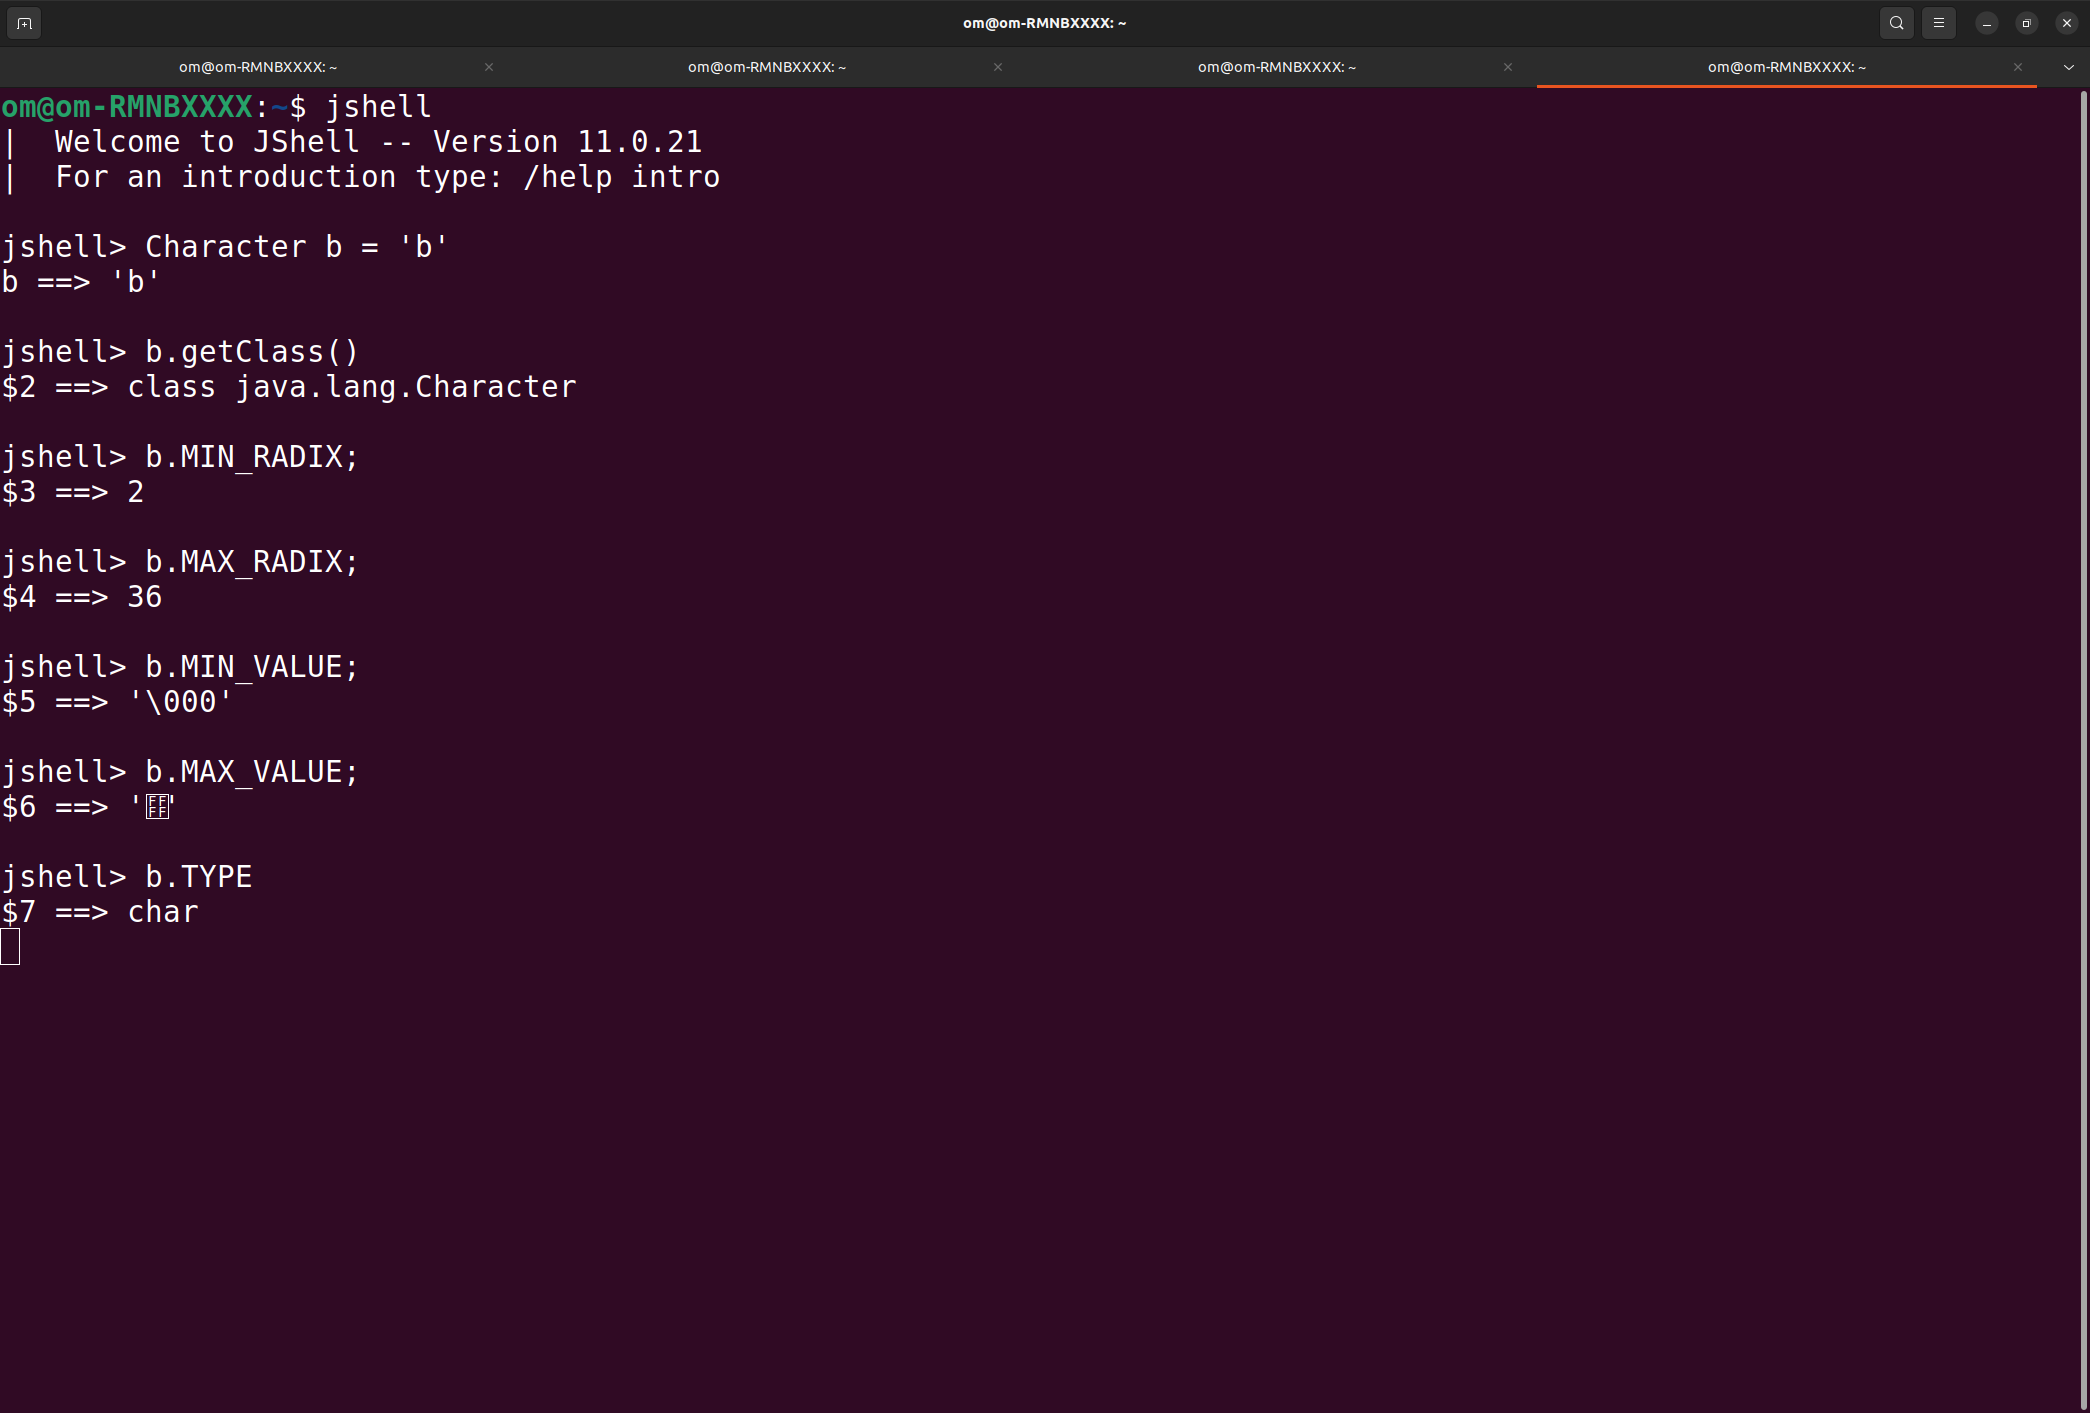 om@om-RMNBXXXX: ~
om@om-RMNBXXXX: ~
om@om-RMNBXXXX: ~
om@om-RMNBXXXX: ~
om@om-RMNBXXXX: ~
om@om-RMNBXXXX:~$ jshell
|  Welcome to JShell -- Version 11.0.21
|  For an introduction type: /help intro
jshell> Character b = 'b'
b ==> 'b'
jshell> b.getClass()
$2 ==> class java.lang.Character
jshell> b.MIN_RADIX;
$3 ==> 2
jshell> b.MAX_RADIX;
$4 ==> 36
jshell> b.MIN_VALUE;
$5 ==> '\000'
jshell> b.MAX_VALUE;
$6 ==> 'FFFF'
jshell> b.TYPE
$7 ==> char